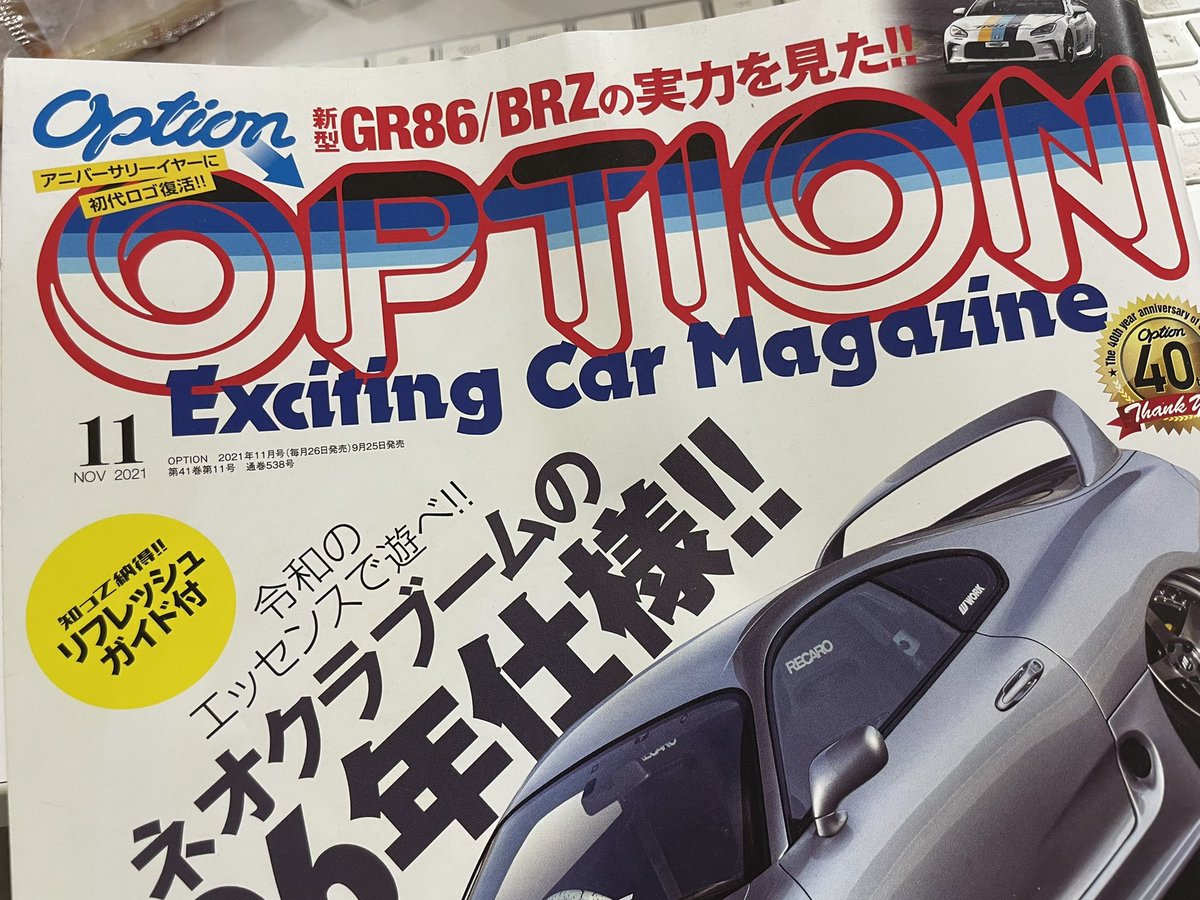 Option
アニバーサリーイヤーに
初代ロゴ復活!!
新型GR86/BRZの実力を見た!!
OPTION
Exciting Car Magazine
The 40th year anniversary of
Option
40
Thank
11
NOV 2021
OPTION 2021年11月号(毎月26日発売)9月25日発売
第41巻第11号 通巻538号
知って納得!!
リフレッシュ
ガイド付
令和の
エッセンスで遊べ!!
ネオクラブームの
6年仕様!!
WORK
RECARO
RECARO